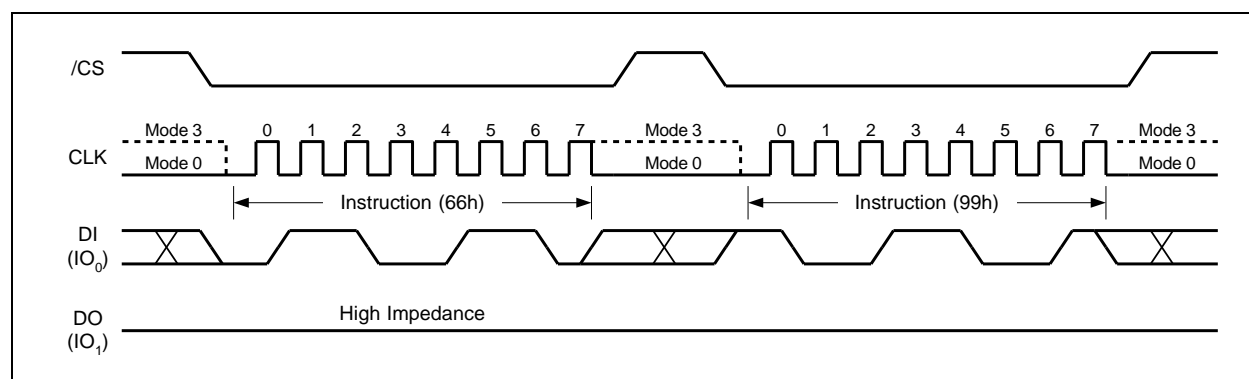 /CS
Mode 3 0 1 2 3 4 5 6 7 Mode 3 0 1 2 3 4 5 6 7 Mode 3
CLK
Mode 0 Mode 0 Mode 0
Instruction (66h) Instruction (99h)
DI
(IO₀)
High Impedance
DO
(IO₁)